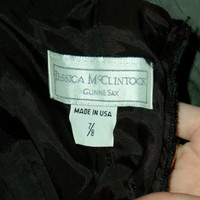 Jessica McClintock
Gunne Sax
MADE IN USA
7/8